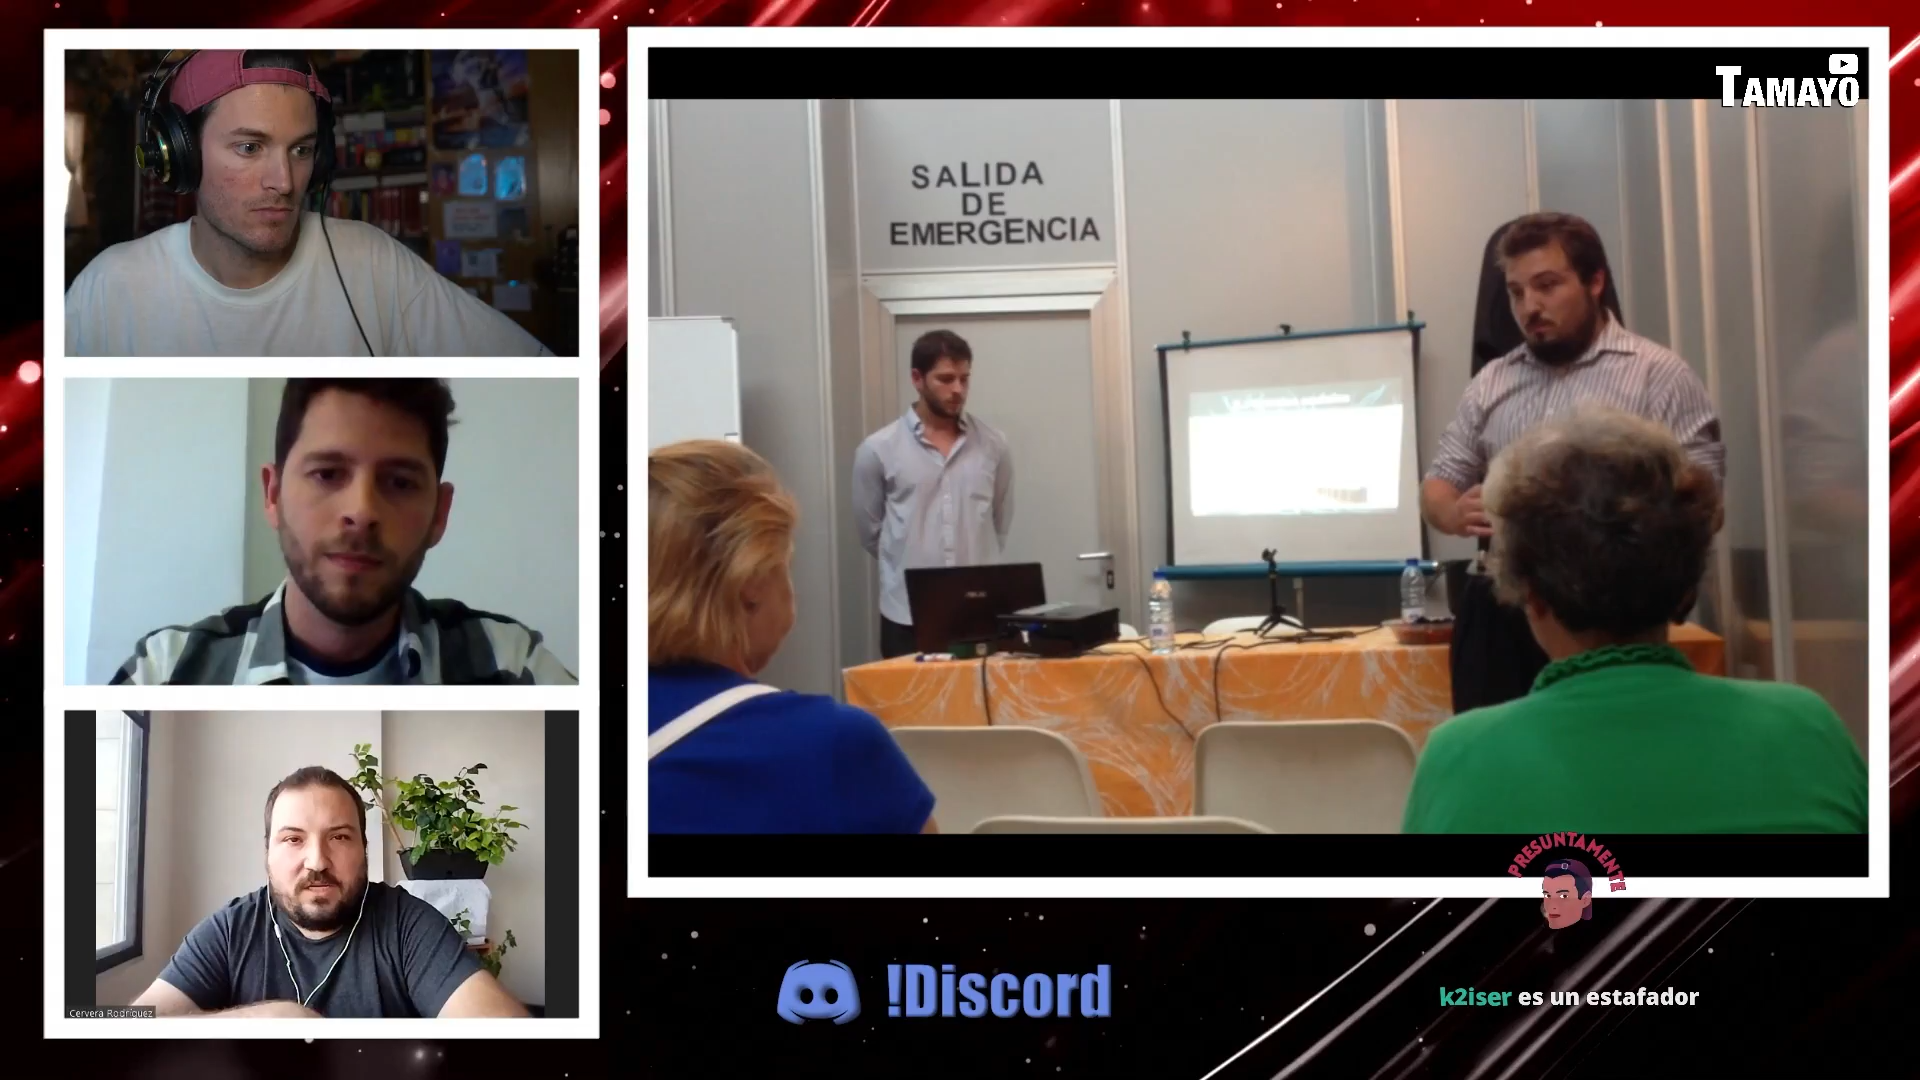 TAMAYO
SALIDA
DE
EMERGENCIA
Cervera Rodríguez
PRESUNTAMENTE
!Discord
k2iser es un estafador